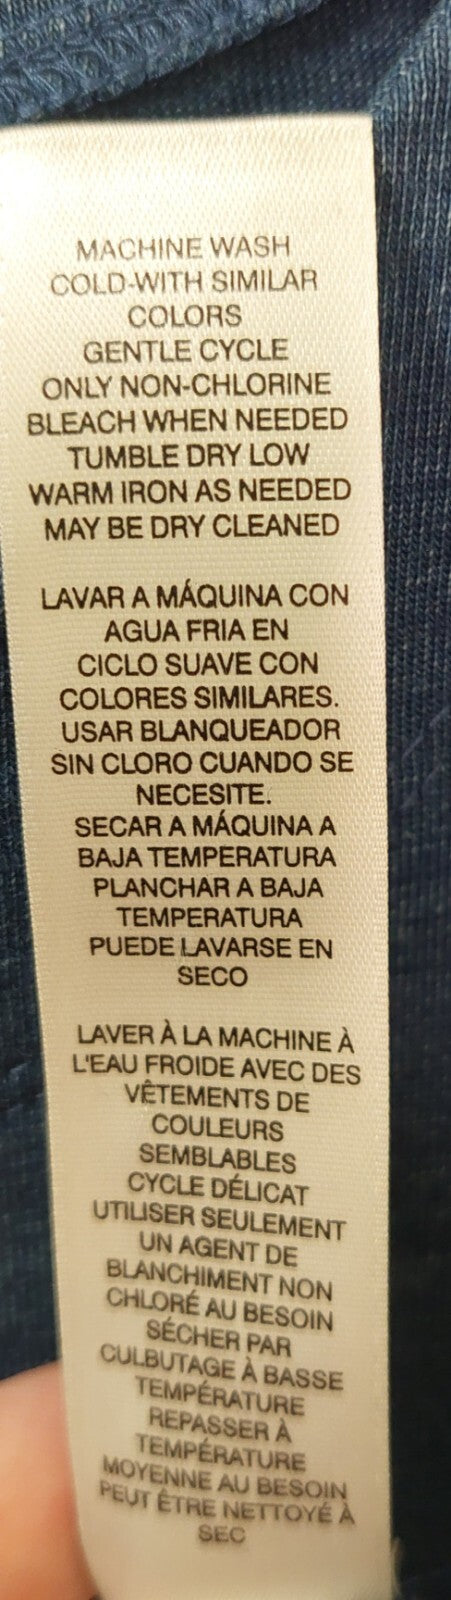 MACHINE WASH
COLD-WITH SIMILAR
COLORS
GENTLE CYCLE
ONLY NON-CHLORINE
BLEACH WHEN NEEDED
TUMBLE DRY LOW
WARM IRON AS NEEDED
MAY BE DRY CLEANED
LAVAR A MÁQUINA CON
AGUA FRIA EN
CICLO SUAVE CON
COLORES SIMILARES.
USAR BLANQUEADOR
SIN CLORO CUANDO SE
NECESITE.
SECAR A MÁQUINA A
BAJA TEMPERATURA
PLANCHAR A BAJA
TEMPERATURA
PUEDE LAVARSE EN
SECO
LAVER À LA MACHINE À
L'EAU FROIDE AVEC DES
VÊTEMENTS DE
COULEURS
SEMBLABLES
CYCLE DÉLICAT
UTILISER SEULEMENT
UN AGENT DE
BLANCHIMENT NON
CHLORÉ AU BESOIN
SÉCHER PAR
CULBUTAGE À BASSE
TEMPÉRATURE
REPASSER À
TEMPÉRATURE
MOYENNE AU BESOIN
PEUT ÊTRE NETTOYÉ À
SEC